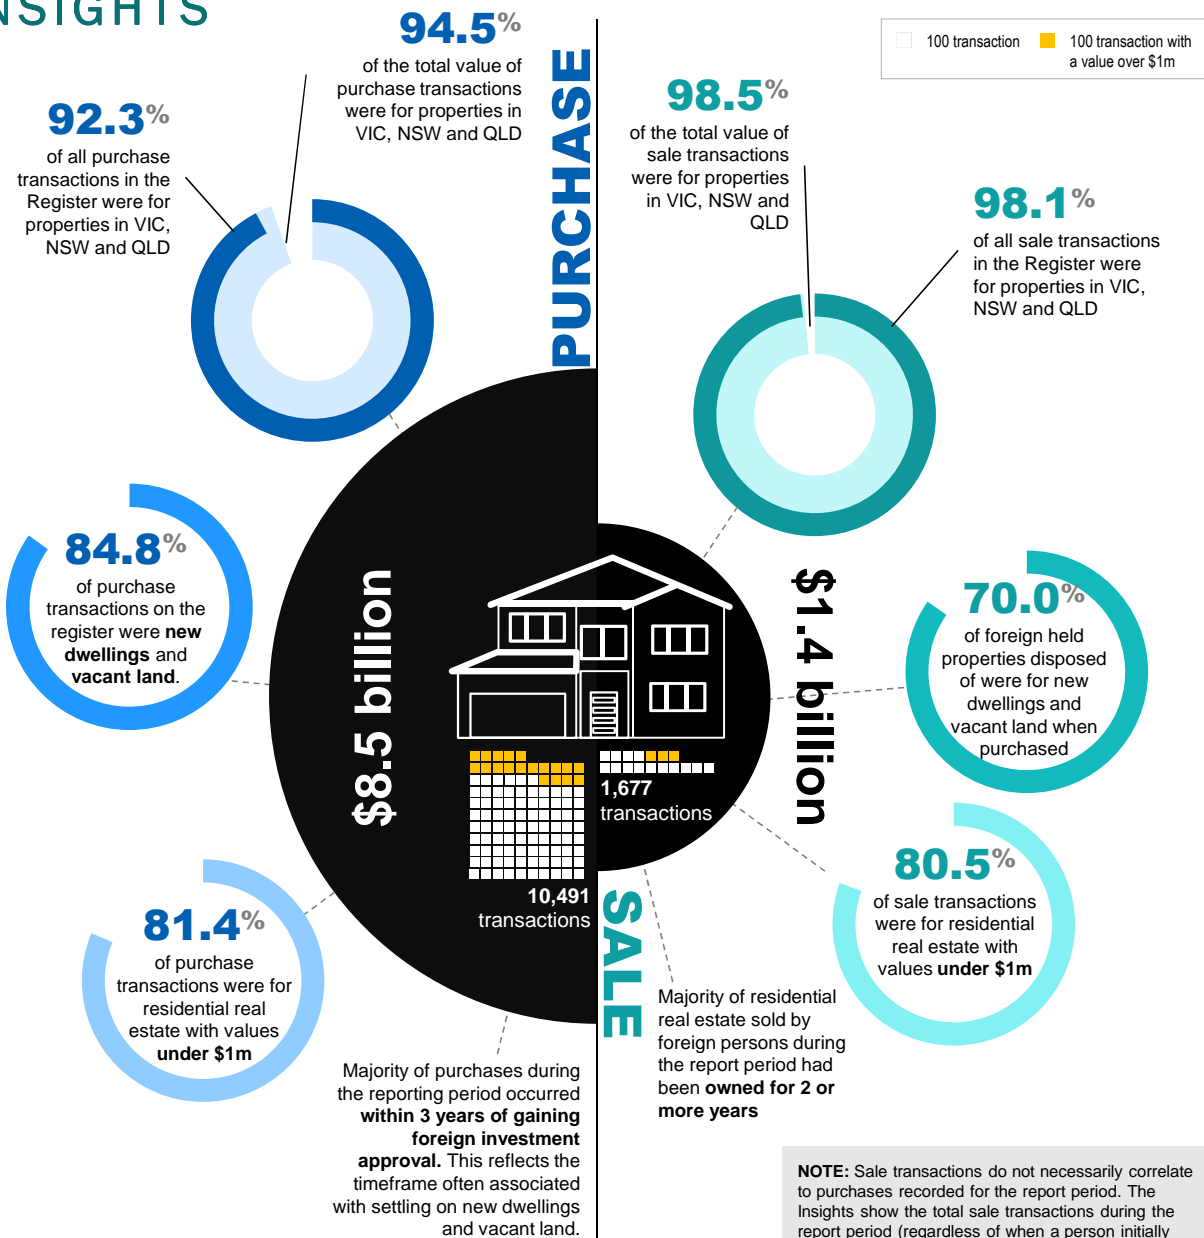 NSIGHTS
94.5%
of the total value of
purchase transactions
were for properties in
VIC, NSW and QLD
92.3%
of all purchase
transactions in the
Register were for
properties in VIC,
NSW and QLD
PURCHASE
100 transaction
100 transaction with
a value over $1m
98.5%
of the total value of
sale transactions
were for properties
in VIC, NSW and
QLD
98.1%
of all sale transactions
in the Register were
for properties in VIC,
NSW and QLD
84.8%
of purchase
transactions on the
register were new
dwellings and
vacant land.
$8.5 billion
$1.4 billion
70.0%
of foreign held
properties disposed
of were for new
dwellings and
vacant land when
purchased
1,677
transactions
10,491
transactions
80.5%
of sale transactions
were for residential
real estate with
values under $1m
81.4%
of purchase
transactions were for
residential real
estate with values
under $1m
SALE
Majority of residential
real estate sold by
foreign persons during
the report period had
been owned for 2 or
more years
Majority of purchases during
the reporting period occurred
within 3 years of gaining
foreign investment
approval. This reflects the
timeframe often associated
with settling on new dwellings
and vacant land.
NOTE: Sale transactions do not necessarily correlate
to purchases recorded for the report period. The
Insights show the total sale transactions during the
report period (regardless of when a person initially